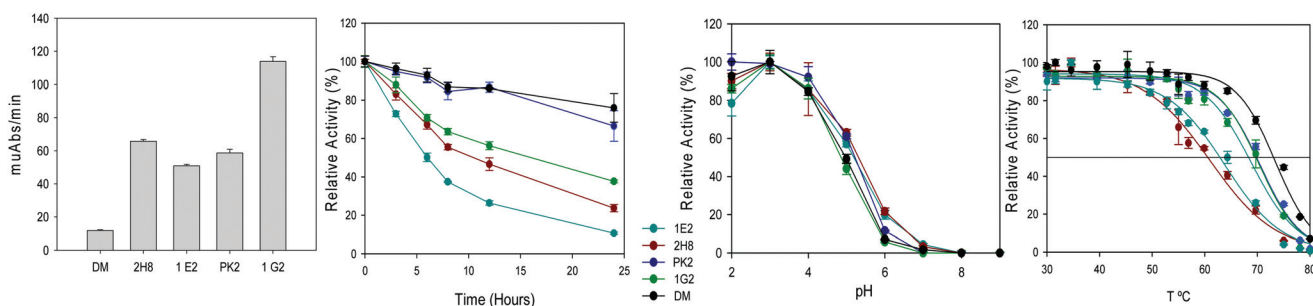 muAbs/min
140
120
100
80
60
40
20
0
DM 2H8 1 E2 PK2 1 G2
Relative Activity (%)
120
100
80
60
40
20
0
0 5 10 15 20 25
Time (Hours)
1E2
2H8
PK2
1G2
DM
Relative Activity (%)
120
100
80
60
40
20
0
2 4 6 8
pH
Relative Activity (%)
120
100
80
60
40
20
0
30 40 50 60 70 80
T ºC